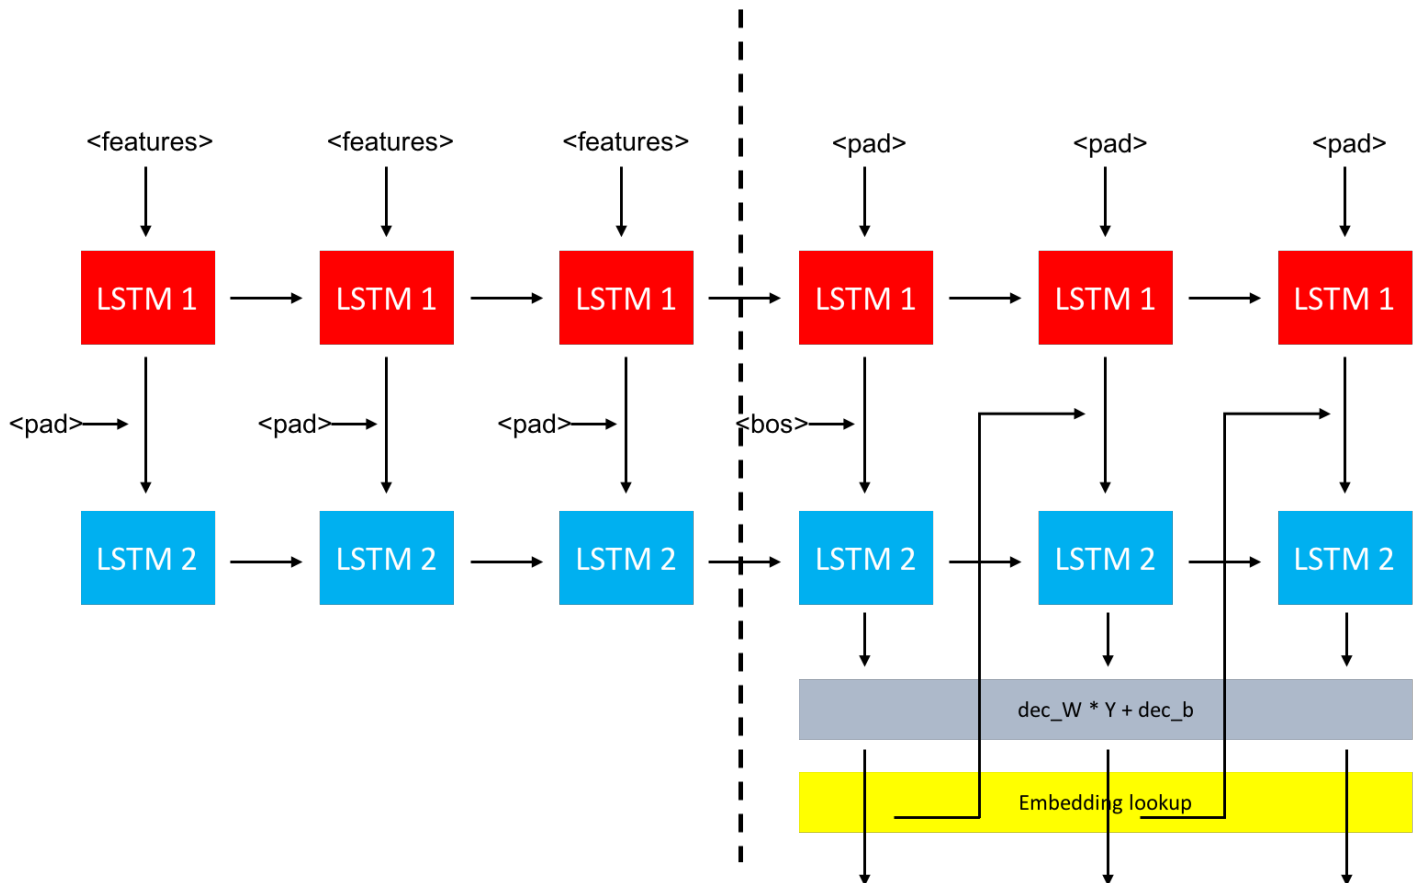 <features> <features> <features> <pad> <pad> <pad>
LSTM 1 LSTM 1 LSTM 1 LSTM 1 LSTM 1 LSTM 1
<pad> <pad> <pad> <bos>
LSTM 2 LSTM 2 LSTM 2 LSTM 2 LSTM 2 LSTM 2
dec_W * Y + dec_b
Embedding lookup